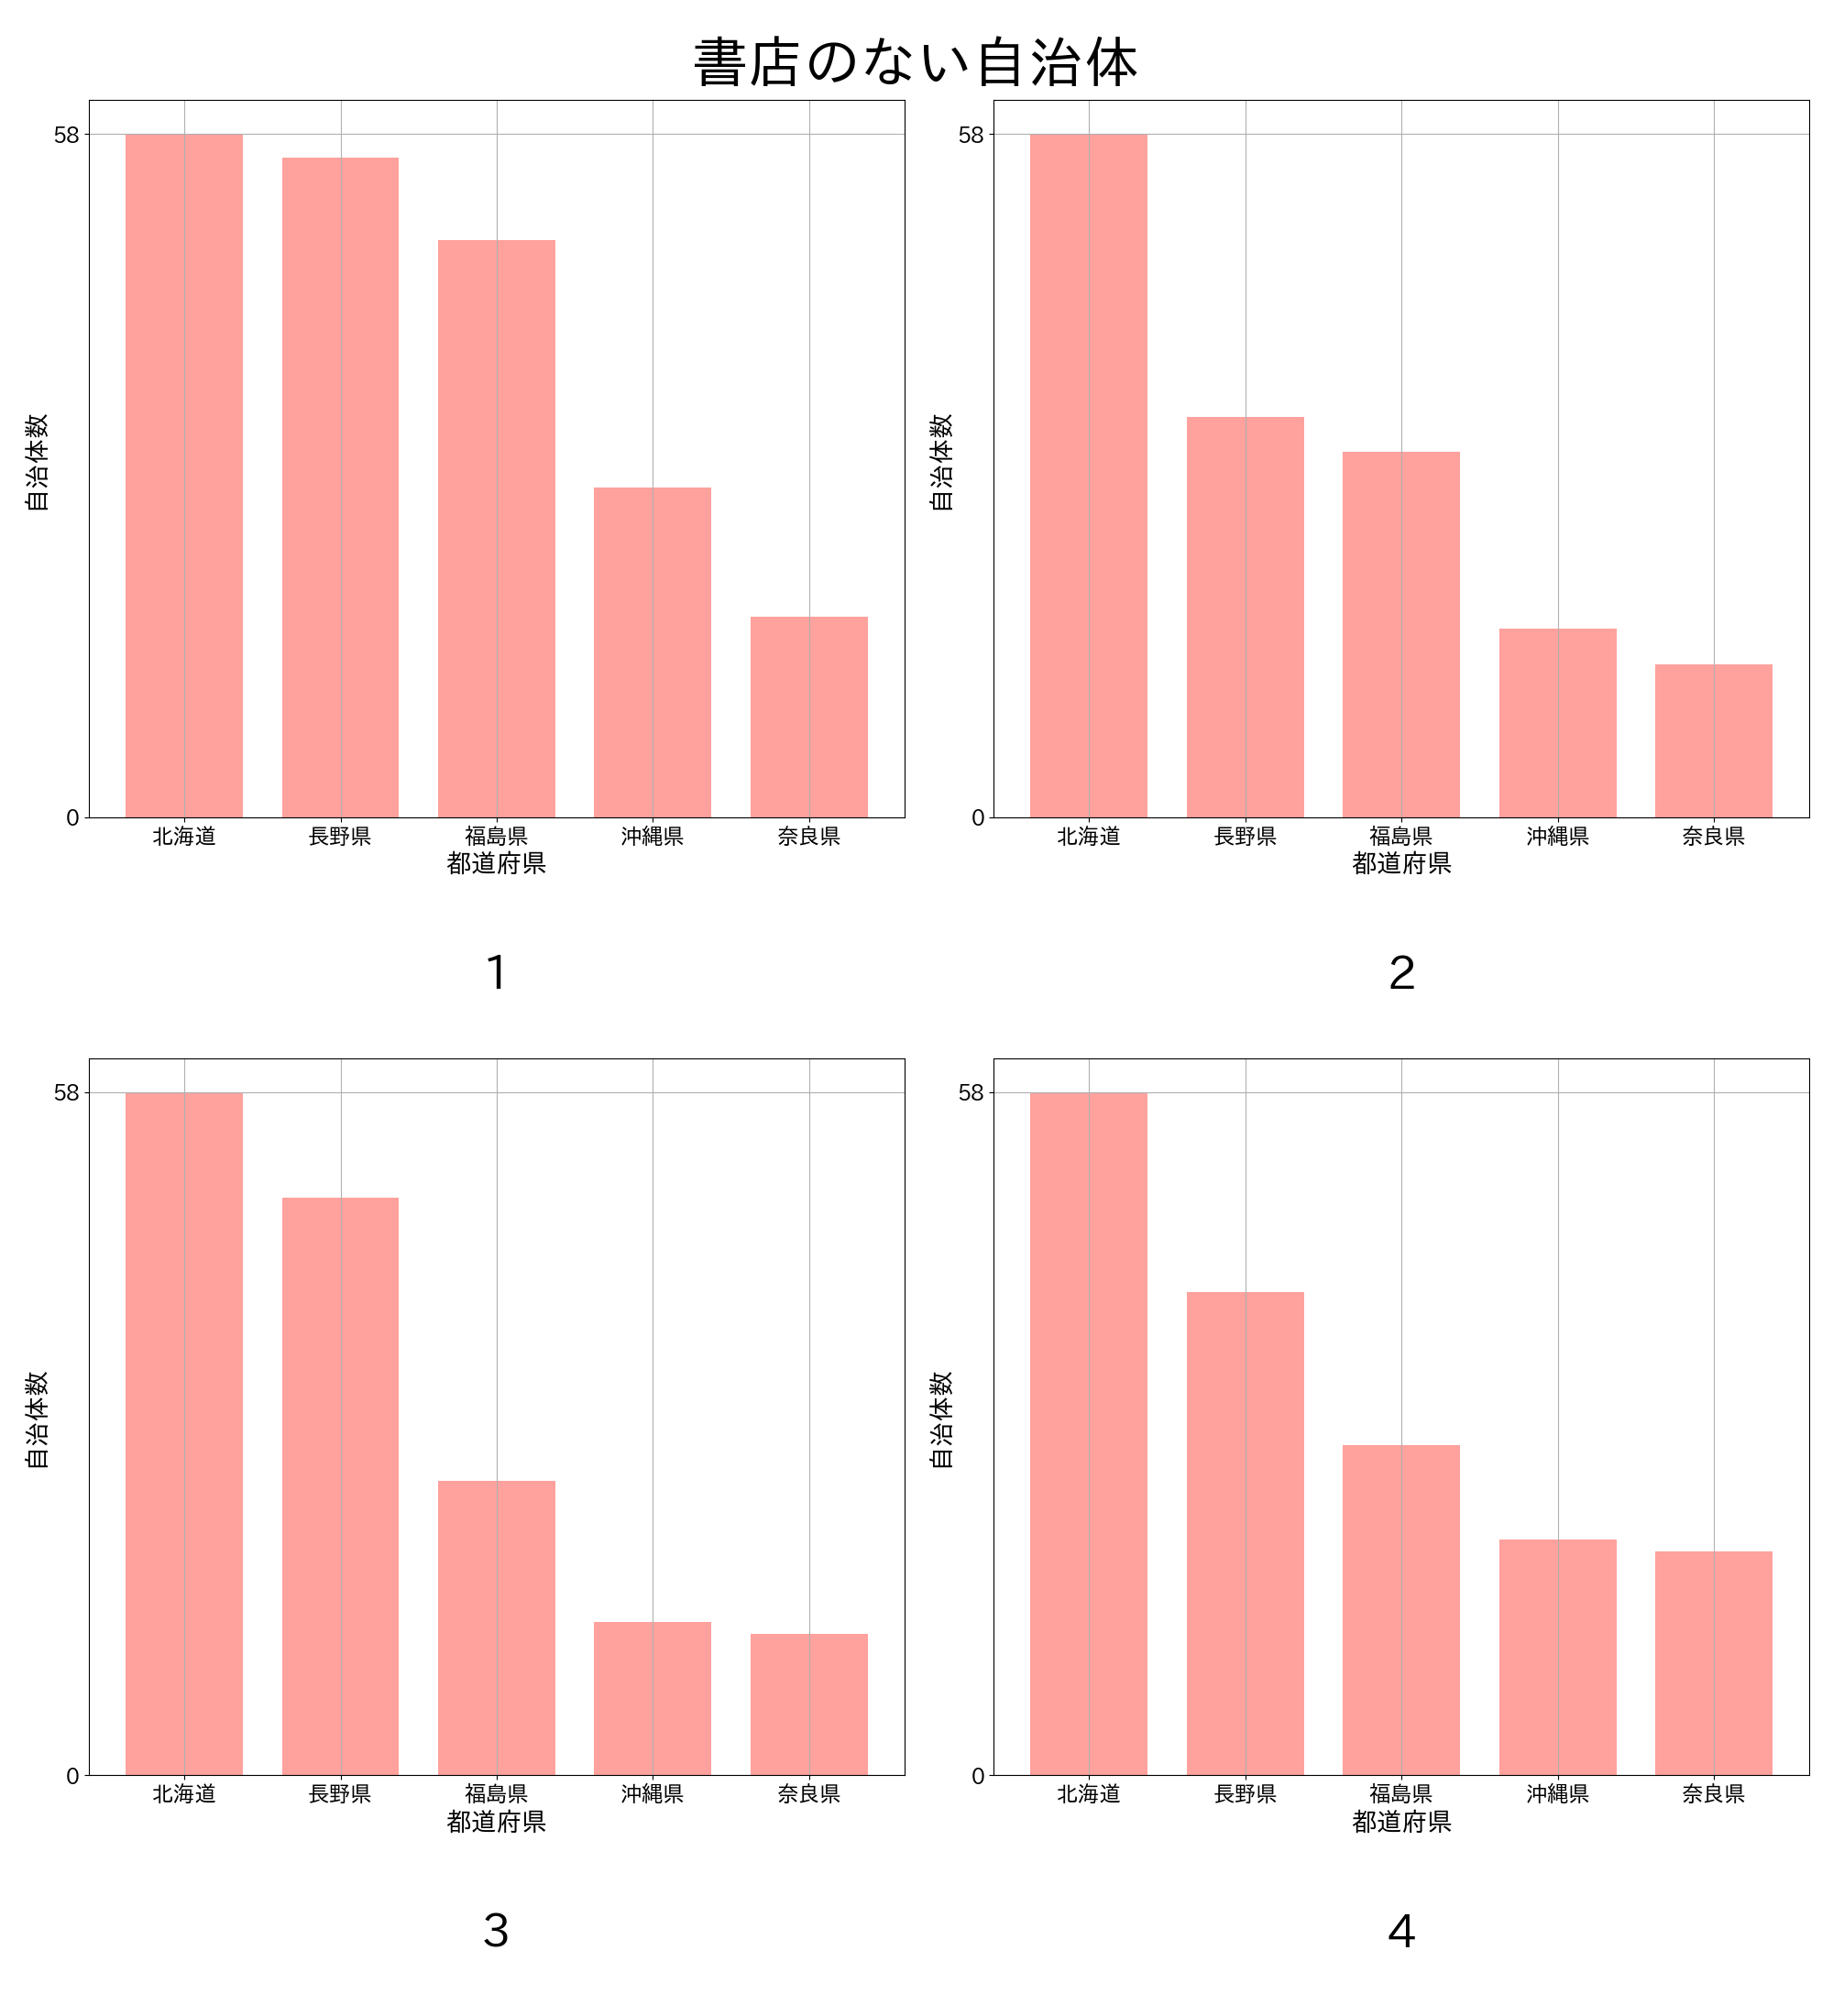 書店のない自治体
58
0
自治体数
北海道 長野県 福島県 沖縄県 奈良県
都道府県
1
58
0
自治体数
北海道 長野県 福島県 沖縄県 奈良県
都道府県
2
58
0
自治体数
北海道 長野県 福島県 沖縄県 奈良県
都道府県
3
58
0
自治体数
北海道 長野県 福島県 沖縄県 奈良県
都道府県
4